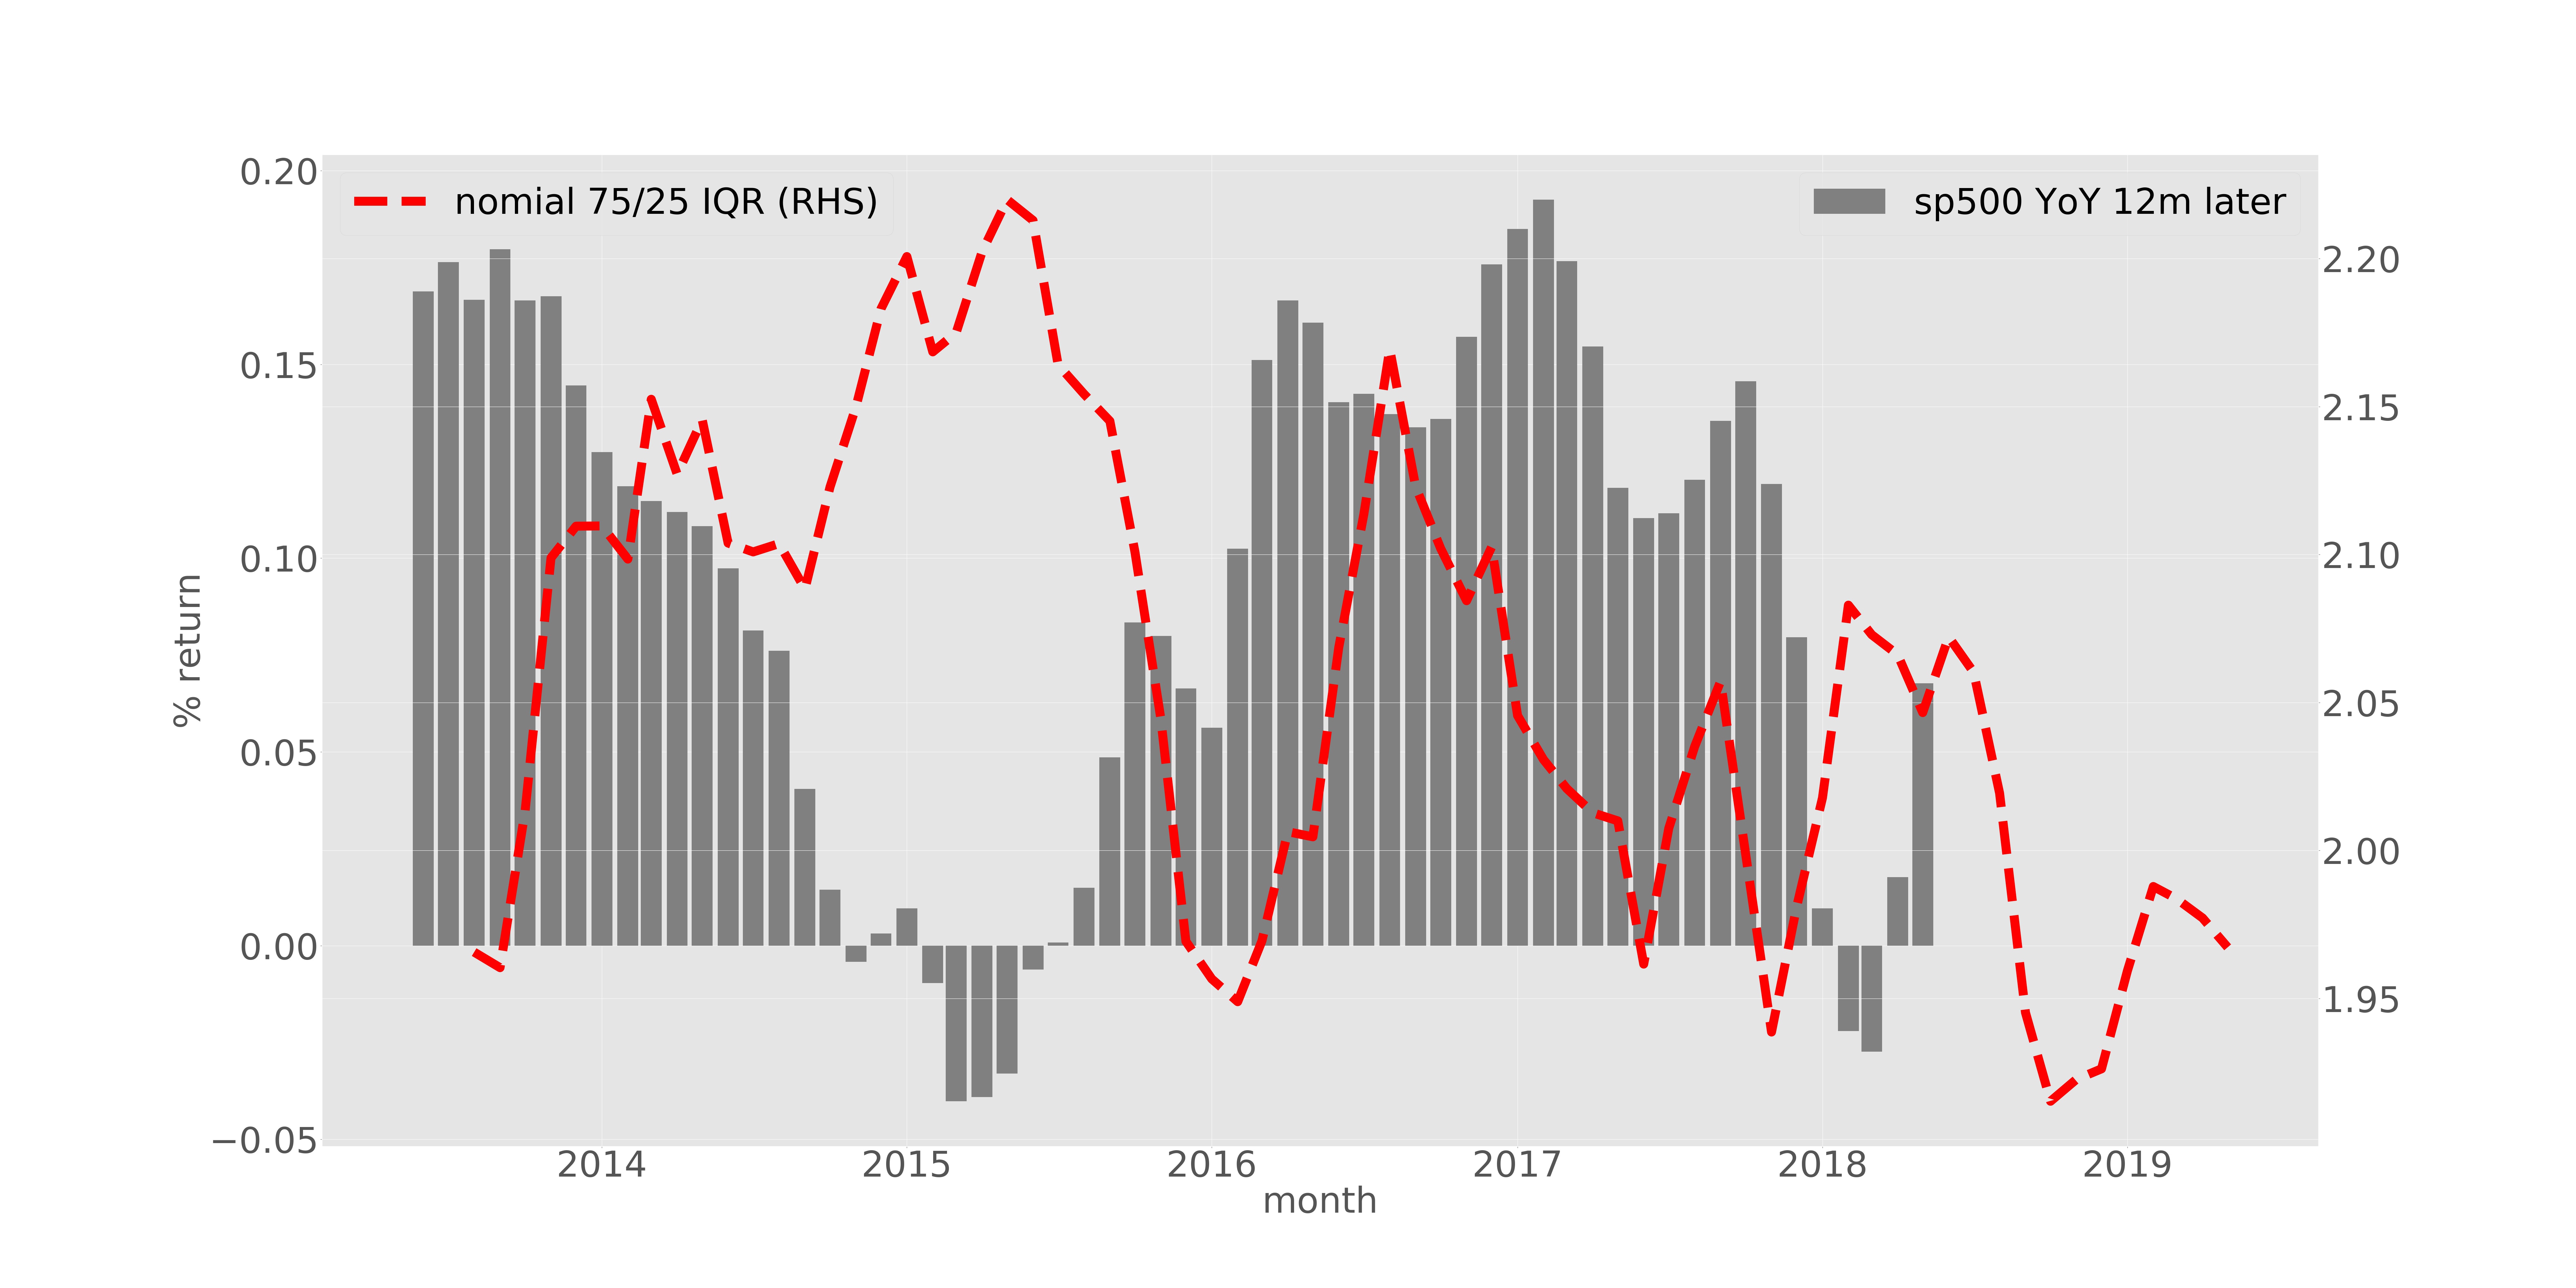 nomial 75/25 IQR (RHS)
sp500 YoY 12m later
0.20
0.15
0.10
0.05
0.00
−0.05
% return
2.20
2.15
2.10
2.05
2.00
1.95
2014 2015 2016 2017 2018 2019
month